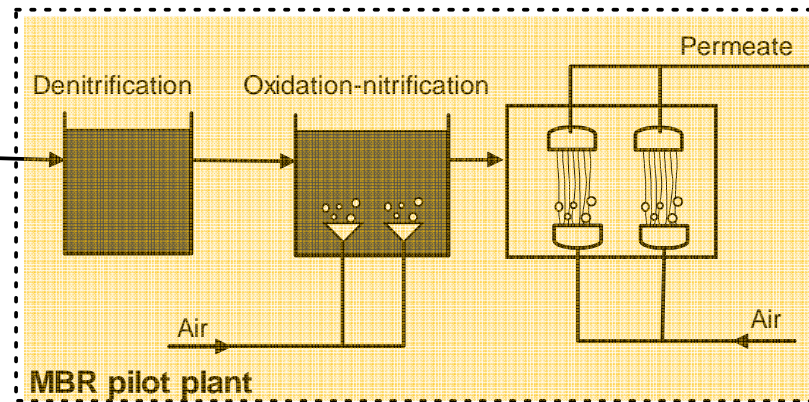 Permeate
Denitrification
Oxidation-nitrification
Air
Air
MBR pilot plant